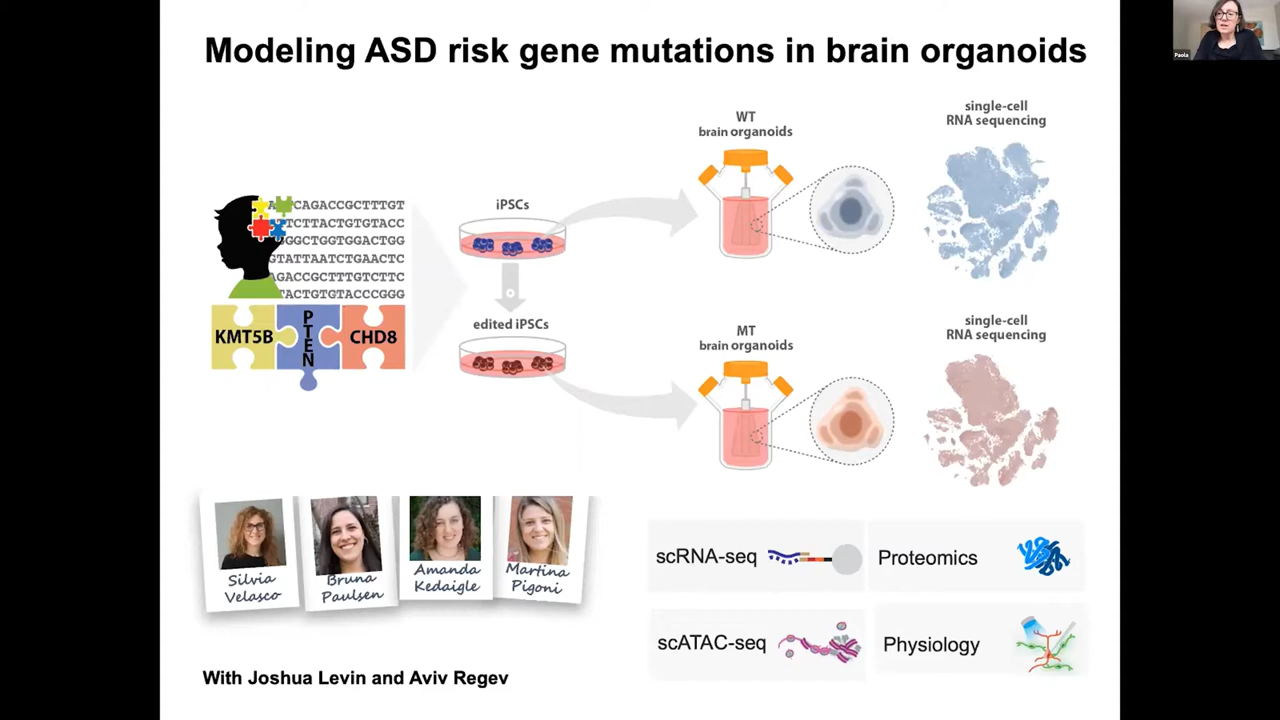 Modeling ASD risk gene mutations in brain organoids
Paola
WT
brain organoids
single-cell
RNA sequencing
iPSCs
CAGACCGCTTTGT
TTCTTACTGTGTACC
GGCTGGTGGACTGG
GTATTAATCTGAACTC
AGACCGCTTTGTCTTC
TACTGTGTACCCGGG
KMT5B
PTEN
CHD8
edited iPSCs
MT
brain organoids
single-cell
RNA sequencing
Silvia
Velasco
Bruna
Paulsen
Amanda
Kedaigle
Martina
Pigoni
scRNA-seq
Proteomics
scATAC-seq
Physiology
With Joshua Levin and Aviv Regev